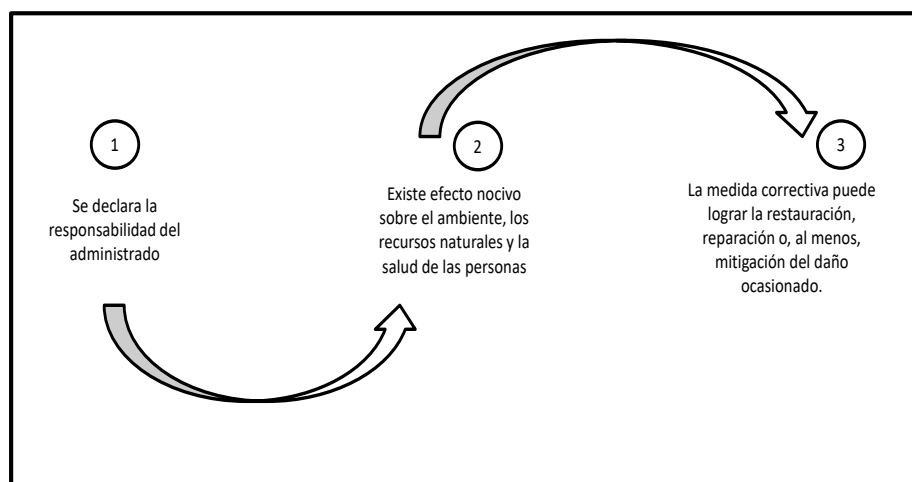 1
Se declara la
responsabilidad del
administrado
2
Existe efecto nocivo
sobre el ambiente, los
recursos naturales y la
salud de las personas
3
La medida correctiva puede
lograr la restauración,
reparación o, al menos,
mitigación del daño
ocasionado.